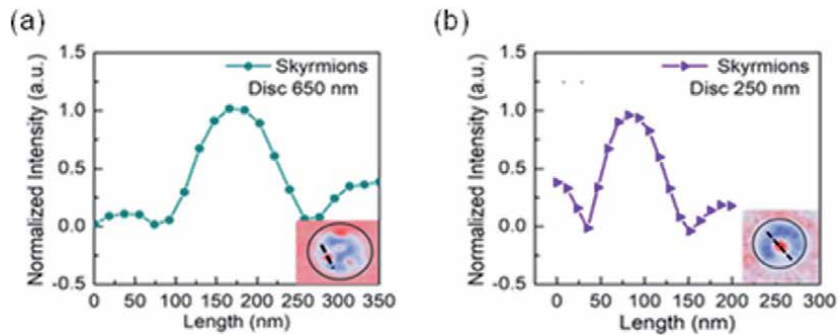 (a)
Normalized Intensity (a.u.)
1.5
1.0
0.5
0.0
-0.5
Skyrmions
Disc 650 nm
0 50 100 150 200 250 300 350
Length (nm)
(b)
Normalized Intensity (a.u.)
1.5
1.0
0.5
0.0
-0.5
Skyrmions
Disc 250 nm
0 50 100 150 200 250 300
Length (nm)